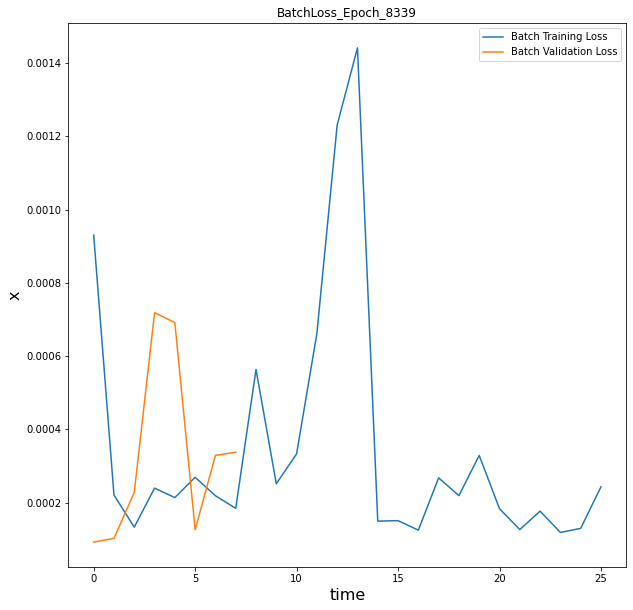 BatchLoss_Epoch_8339
Batch Training Loss
Batch Validation Loss
0.0014
0.0012
0.0010
0.0008
0.0006
0.0004
0.0002
x
0 5 10 15 20 25
time